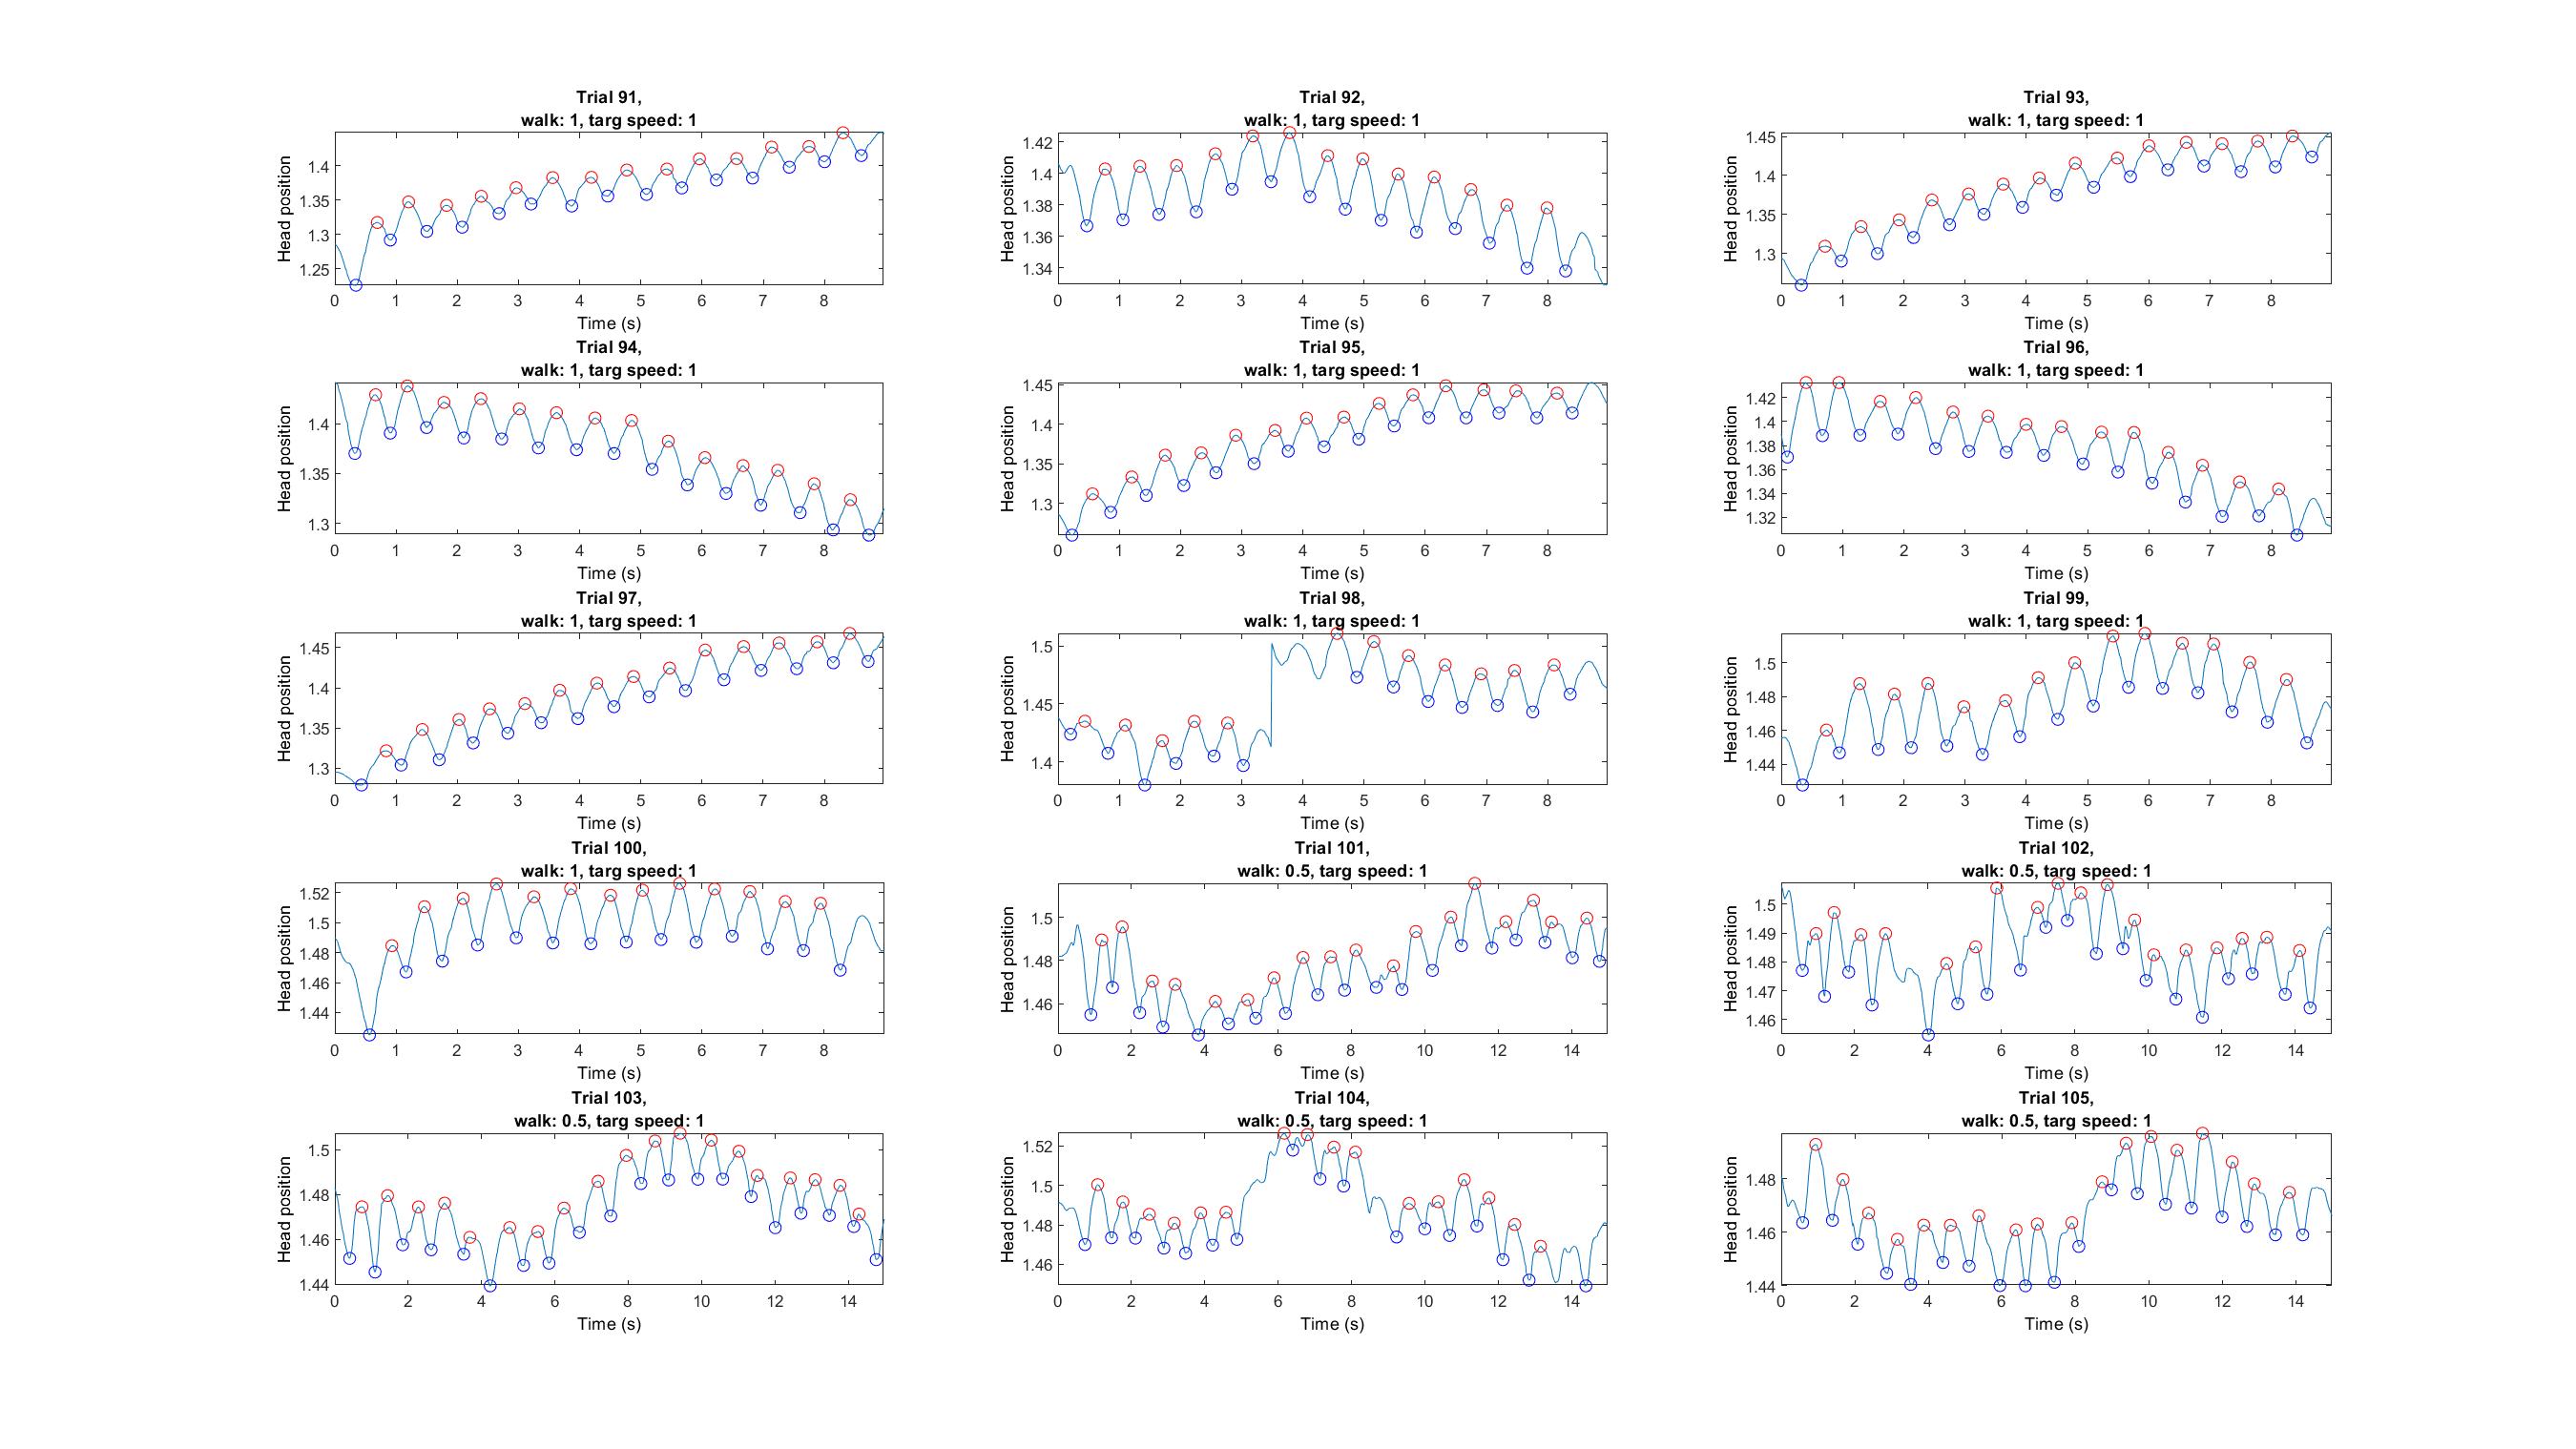 Trial 91,
walk: 1, targ speed: 1
Head position
1.4
1.35
1.3
1.25
0 1 2 3 4 5 6 7 8
Time (s)
Trial 92,
walk: 1, targ speed: 1
Head position
1.42
1.4
1.38
1.36
1.34
0 1 2 3 4 5 6 7 8
Time (s)
Trial 93,
walk: 1, targ speed: 1
Head position
1.45
1.4
1.35
1.3
0 1 2 3 4 5 6 7 8
Time (s)
Trial 94,
walk: 1, targ speed: 1
Head position
1.4
1.35
1.3
0 1 2 3 4 5 6 7 8
Time (s)
Trial 95,
walk: 1, targ speed: 1
Head position
1.45
1.4
1.35
1.3
0 1 2 3 4 5 6 7 8
Time (s)
Trial 96,
walk: 1, targ speed: 1
Head position
1.42
1.4
1.38
1.36
1.34
1.32
0 1 2 3 4 5 6 7 8
Time (s)
Trial 97,
walk: 1, targ speed: 1
Head position
1.45
1.4
1.35
1.3
0 1 2 3 4 5 6 7 8
Time (s)
Trial 98,
walk: 1, targ speed: 1
Head position
1.5
1.45
1.4
0 1 2 3 4 5 6 7 8
Time (s)
Trial 99,
walk: 1, targ speed: 1
Head position
1.5
1.48
1.46
1.44
0 1 2 3 4 5 6 7 8
Time (s)
Trial 100,
walk: 1, targ speed: 1
Head position
1.52
1.5
1.48
1.46
1.44
0 1 2 3 4 5 6 7 8
Time (s)
Trial 101,
walk: 0.5, targ speed: 1
Head position
1.5
1.48
1.46
0 2 4 6 8 10 12 14
Time (s)
Trial 102,
walk: 0.5, targ speed: 1
Head position
1.5
1.49
1.48
1.47
1.46
0 2 4 6 8 10 12 14
Time (s)
Trial 103,
walk: 0.5, targ speed: 1
Head position
1.5
1.48
1.46
1.44
0 2 4 6 8 10 12 14
Time (s)
Trial 104,
walk: 0.5, targ speed: 1
Head position
1.52
1.5
1.48
1.46
0 2 4 6 8 10 12 14
Time (s)
Trial 105,
walk: 0.5, targ speed: 1
Head position
1.48
1.46
1.44
0 2 4 6 8 10 12 14
Time (s)